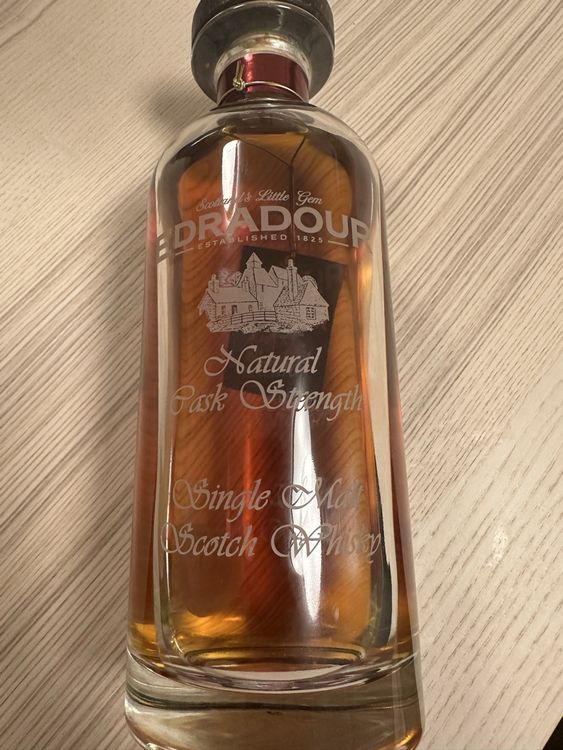 Scotland's Little Gem
EDRADOUR
ESTABLISHED 1825
Natural
Cask Strength
Single Malt
Scotch Whisky